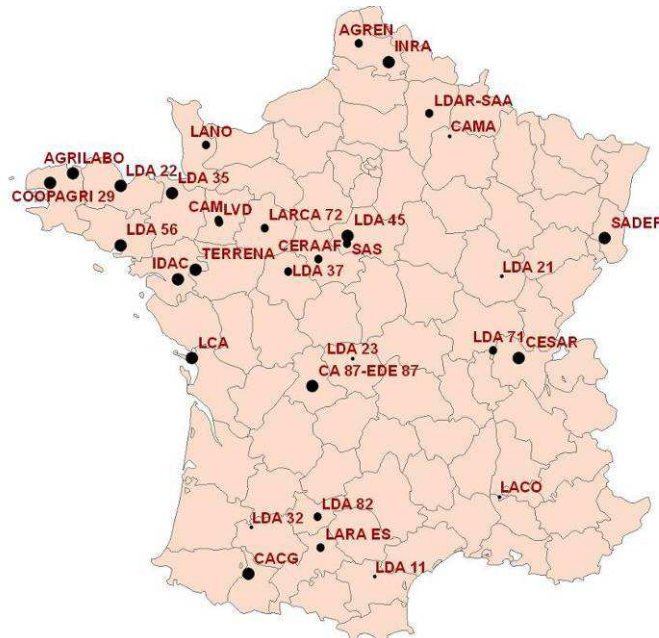 AGREN
INRA
LDAR-SAA
CAMA
LANO
AGRILABO
LDA 22
LDA 35
COOPAGRI 29
CAM
LVD
LARCA 72
LDA 45
SADEF
LDA 56
CERAAF
SAS
IDAC
TERRENA
LDA 37
LDA 21
LCA
LDA 23
LDA 71
CESAR
CA 87-EDE 87
LACO
LDA 82
LDA 32
LARA ES
CACG
LDA 11